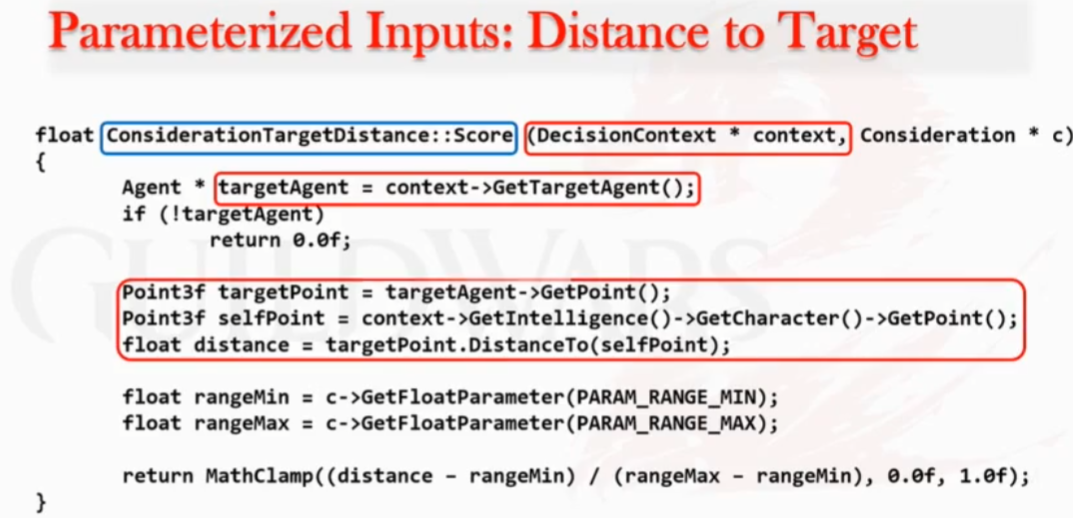 Parameterized Inputs: Distance to Target
float ConsiderationTargetDistance::Score (DecisionContext * context, Consideration * c)
{
Agent * targetAgent = context->GetTargetAgent();
if (!targetAgent)
return 0.0f;
Point3f targetPoint = targetAgent->GetPoint();
Point3f selfPoint = context->GetIntelligence()->GetCharacter()->GetPoint();
float distance = targetPoint.DistanceTo(selfPoint);
float rangeMin = c->GetFloatParameter(PARAM_RANGE_MIN);
float rangeMax = c->GetFloatParameter(PARAM_RANGE_MAX);
return MathClamp((distance - rangeMin) / (rangeMax - rangeMin), 0.0f, 1.0f);
}
GUILDWARS